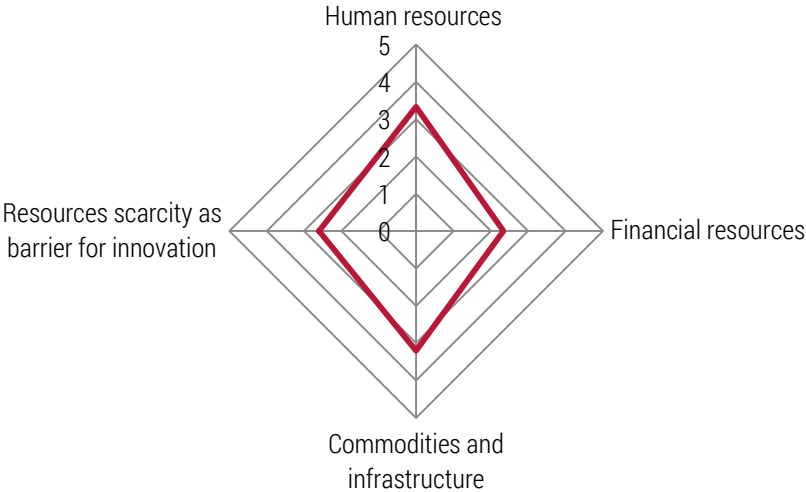 Human resources
5
4
3
2
1
0
Resources scarcity as
barrier for innovation
Financial resources
Commodities and
infrastructure